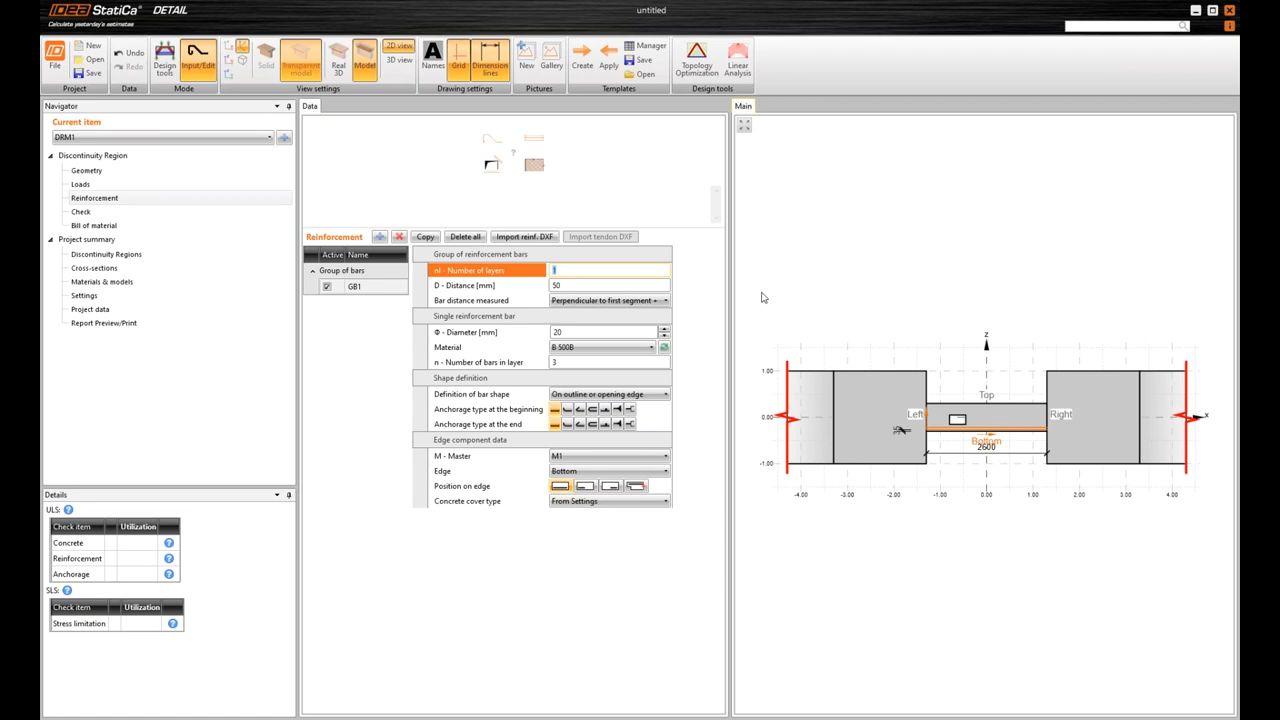 IDEA StatiCa® DETAIL
Calculate yesterday's estimates
untitled
File
New
Open
Save
Project
Undo
Redo
Data
Design tools
Input/Edit
Mode
Solid
Transparent model
Real 3D
Model
2D view
3D view
View settings
Names
Grid
Dimension lines
Drawing settings
New
Gallery
Pictures
Create
Apply
Manager
Save
Open
Templates
Topology Optimization
Linear Analysis
Design tools
Navigator
Current item
DRM1
Discontinuity Region
Geometry
Loads
Reinforcement
Check
Bill of material
Project summary
Discontinuity Regions
Cross-sections
Materials & models
Settings
Project data
Report Preview/Print
Details
ULS:
Check item Utilization
Concrete
Reinforcement
Anchorage
SLS:
Check item Utilization
Stress limitation
Data
?
Reinforcement Copy Delete all Import reinf. DXF Import tendon DXF
Active Name
Group of bars
GB1
Group of reinforcement bars
nl - Number of layers 1
D - Distance [mm] 50
Bar distance measured Perpendicular to first segment +
Single reinforcement bar
Φ - Diameter [mm] 20
Material B 500B
n - Number of bars in layer 3
Shape definition
Definition of bar shape On outline or opening edge
Anchorage type at the beginning
Anchorage type at the end
Edge component data
M - Master M1
Edge Bottom
Position on edge
Concrete cover type From Settings
Main
z
1.00
Top
Left Right
0.00 x
Bottom
2600
-1.00
-4.00 -3.00 -2.00 -1.00 0.00 1.00 2.00 3.00 4.00